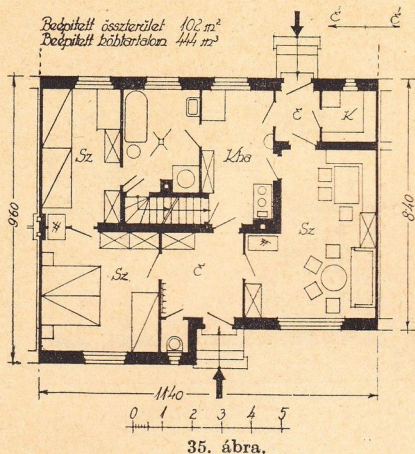 Beépített összterület 102 m²
Beépített köbtartalom 444 m³
É É
Sz
E
K
Kha
960
840
Sz
Sz
E
1140
0 1 2 3 4 5
35. ábra.